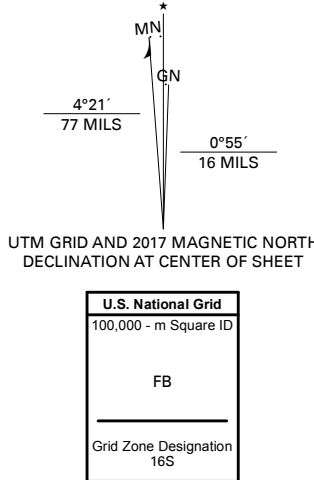 MN
GN
4°21´
77 MILS
0°55´
16 MILS
UTM GRID AND 2017 MAGNETIC NORTH
DECLINATION AT CENTER OF SHEET
U.S. National Grid
100,000 - m Square ID
FB
Grid Zone Designation
16S